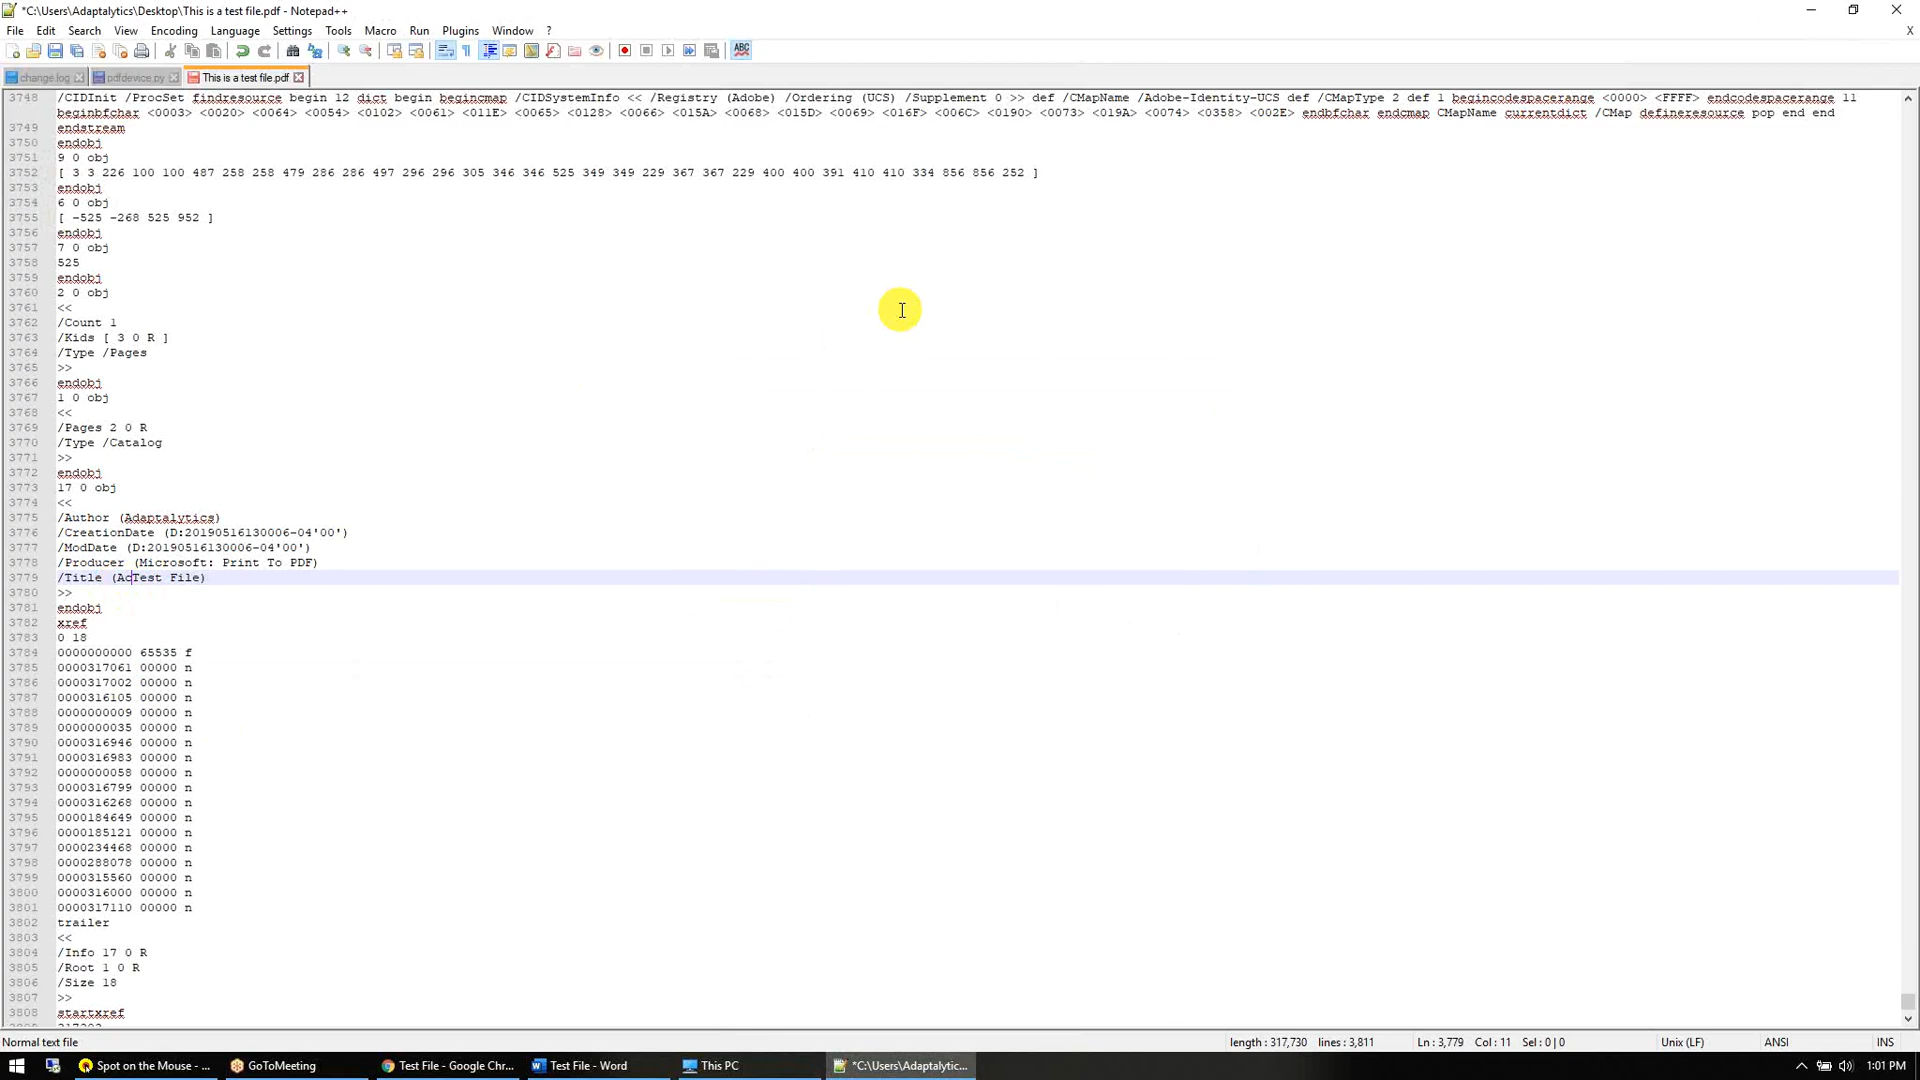 *C:\Users\Adaptalytics\Desktop\This is a test file.pdf - Notepad++
File Edit Search View Encoding Language Settings Tools Macro Run Plugins Window ? X
change.log pdfdevice.py This is a test file.pdf
3748 /CIDInit /ProcSet findresource begin 12 dict begin begincmap /CIDSystemInfo << /Registry (Adobe) /Ordering (UCS) /Supplement 0 >> def /CMapName /Adobe-Identity-UCS def /CMapType 2 def 1 begincodespacerange <0000> <FFFF> endcodespacerange 11
beginbfchar <0003> <0020> <0064> <0054> <0102> <0061> <011E> <0065> <0128> <0066> <015A> <0068> <015D> <0069> <016F> <006C> <0190> <0073> <019A> <0074> <0358> <002E> endbfchar endcmap CMapName currentdict /CMap defineresource pop end end
3749 endstream
3750 endobj
3751 9 0 obj
3752 [ 3 3 226 100 100 487 258 258 479 286 286 497 296 296 305 346 346 525 349 349 229 367 367 229 400 400 391 410 410 334 856 856 252 ]
3753 endobj
3754 6 0 obj
3755 [ -525 -268 525 952 ]
3756 endobj
3757 7 0 obj
3758 525
3759 endobj
3760 2 0 obj
3761 <<
3762 /Count 1
3763 /Kids [ 3 0 R ]
3764 /Type /Pages
3765 >>
3766 endobj
3767 1 0 obj
3768 <<
3769 /Pages 2 0 R
3770 /Type /Catalog
3771 >>
3772 endobj
3773 17 0 obj
3774 <<
3775 /Author (Adaptalytics)
3776 /CreationDate (D:20190516130006-04'00')
3777 /ModDate (D:20190516130006-04'00')
3778 /Producer (Microsoft: Print To PDF)
3779 /Title (AcTest File)
3780 >>
3781 endobj
3782 xref
3783 0 18
3784 0000000000 65535 f
3785 0000317061 00000 n
3786 0000317002 00000 n
3787 0000316105 00000 n
3788 0000000009 00000 n
3789 0000000035 00000 n
3790 0000316946 00000 n
3791 0000316983 00000 n
3792 0000000058 00000 n
3793 0000316799 00000 n
3794 0000316268 00000 n
3795 0000184649 00000 n
3796 0000185121 00000 n
3797 0000234468 00000 n
3798 0000288078 00000 n
3799 0000315560 00000 n
3800 0000316000 00000 n
3801 0000317110 00000 n
3802 trailer
3803 <<
3804 /Info 17 0 R
3805 /Root 1 0 R
3806 /Size 18
3807 >>
3808 startxref
Normal text file length : 317,730 lines : 3,811 Ln : 3,779 Col : 11 Sel : 0 | 0 Unix (LF) ANSI INS
Spot on the Mouse - ... GoToMeeting Test File - Google Chr... Test File - Word This PC *C:\Users\Adaptalytic... 1:01 PM